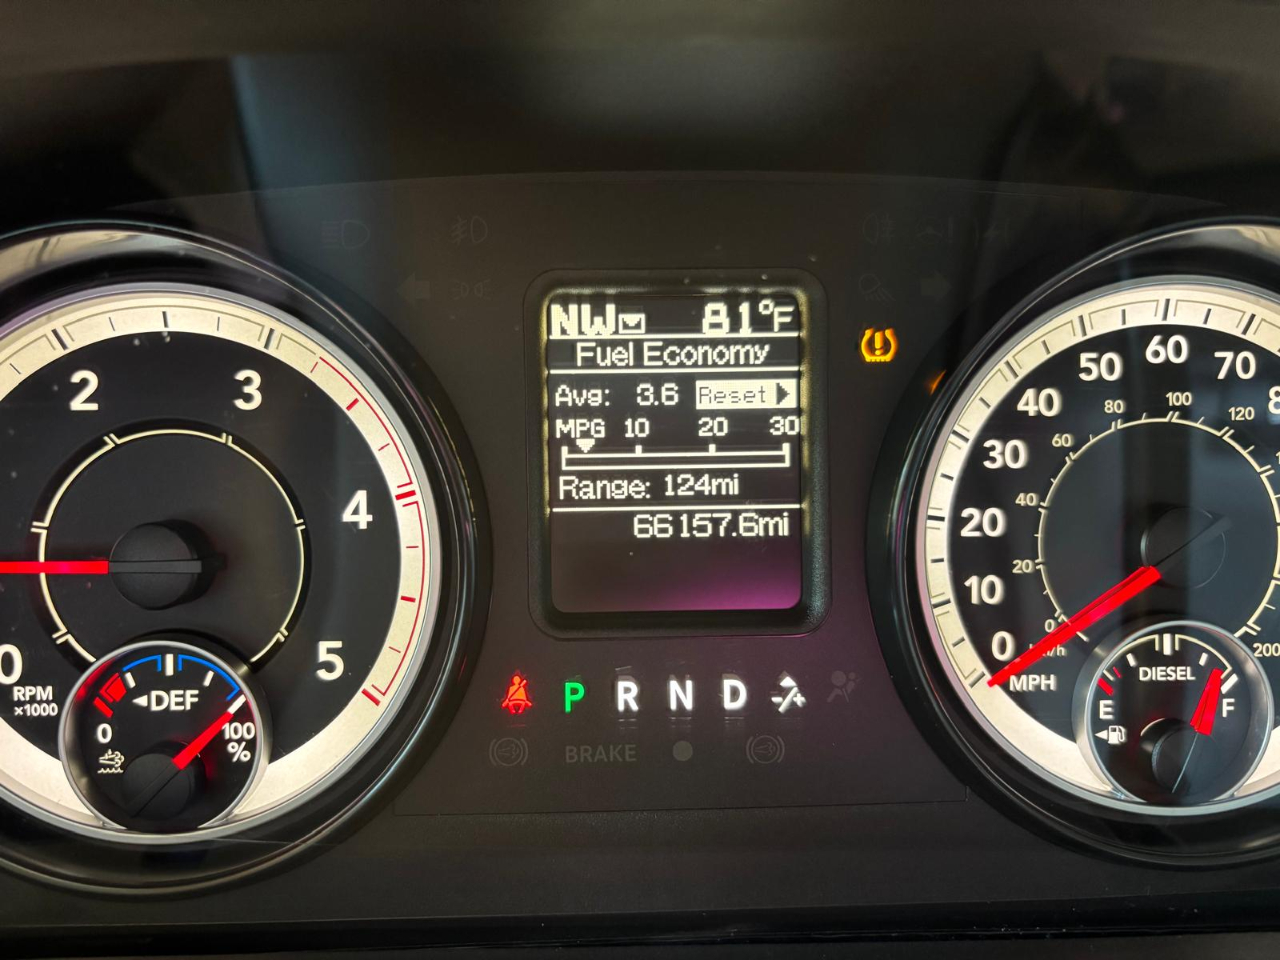 NW 81°F
Fuel Economy
Avg: 3.6 Reset
MPG 10 20 30
Range: 124mi
66157.6mi
P R N D
BRAKE
2
3
4
5
0
RPM
x1000
DEF
0
100
%
0
10
20
30
40
50
60
70
MPH
0
20
40
60
80
100
120
200
km/h
DIESEL
E
F